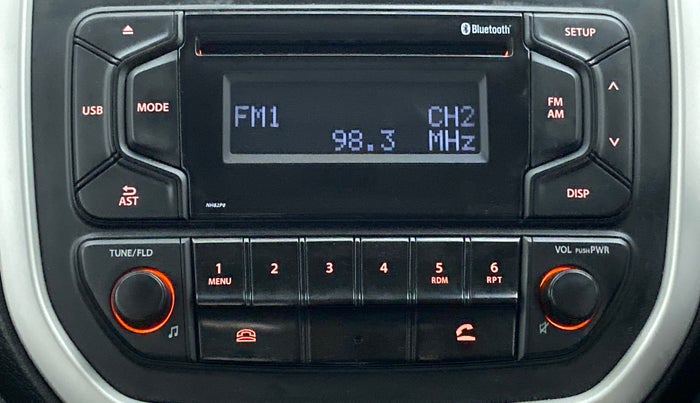 Bluetooth
SETUP
USB
MODE
FM1 CH2
98.3 MHz
FM
AM
AST
NH82P0
DISP
TUNE/FLD
VOL PUSH PWR
1
MENU
2
3
4
5
RDM
6
RPT